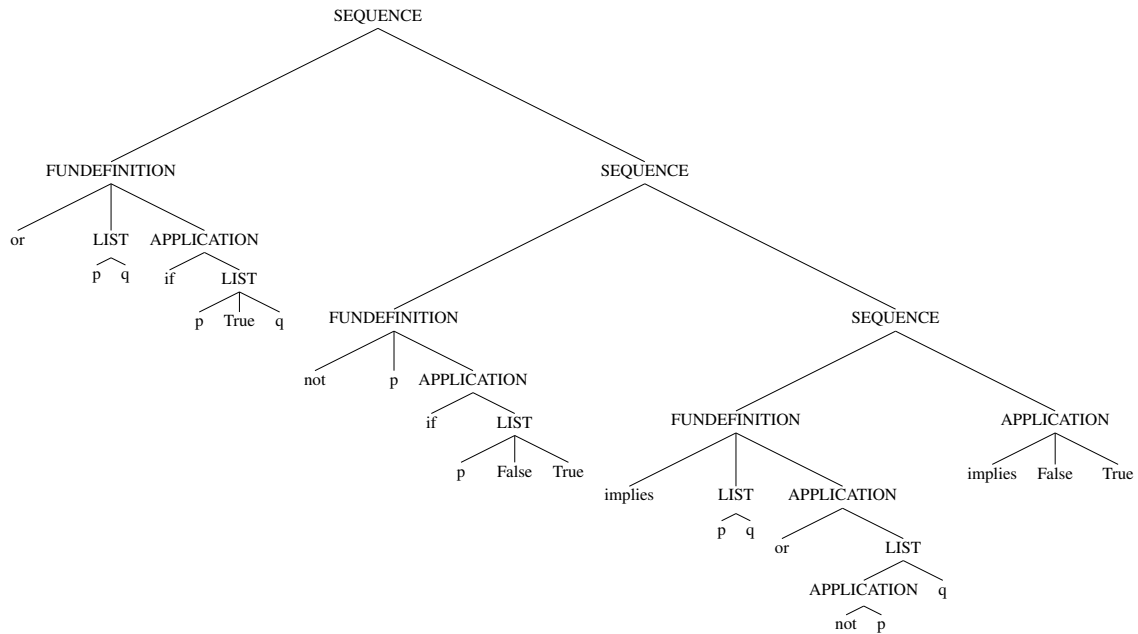 SEQUENCE
FUNDEFINITION SEQUENCE
or LIST APPLICATION
p q if LIST
p True q FUNDEFINITION SEQUENCE
not p APPLICATION
if LIST FUNDEFINITION APPLICATION
p False True implies False True
implies LIST APPLICATION
p q or LIST
APPLICATION q
not p